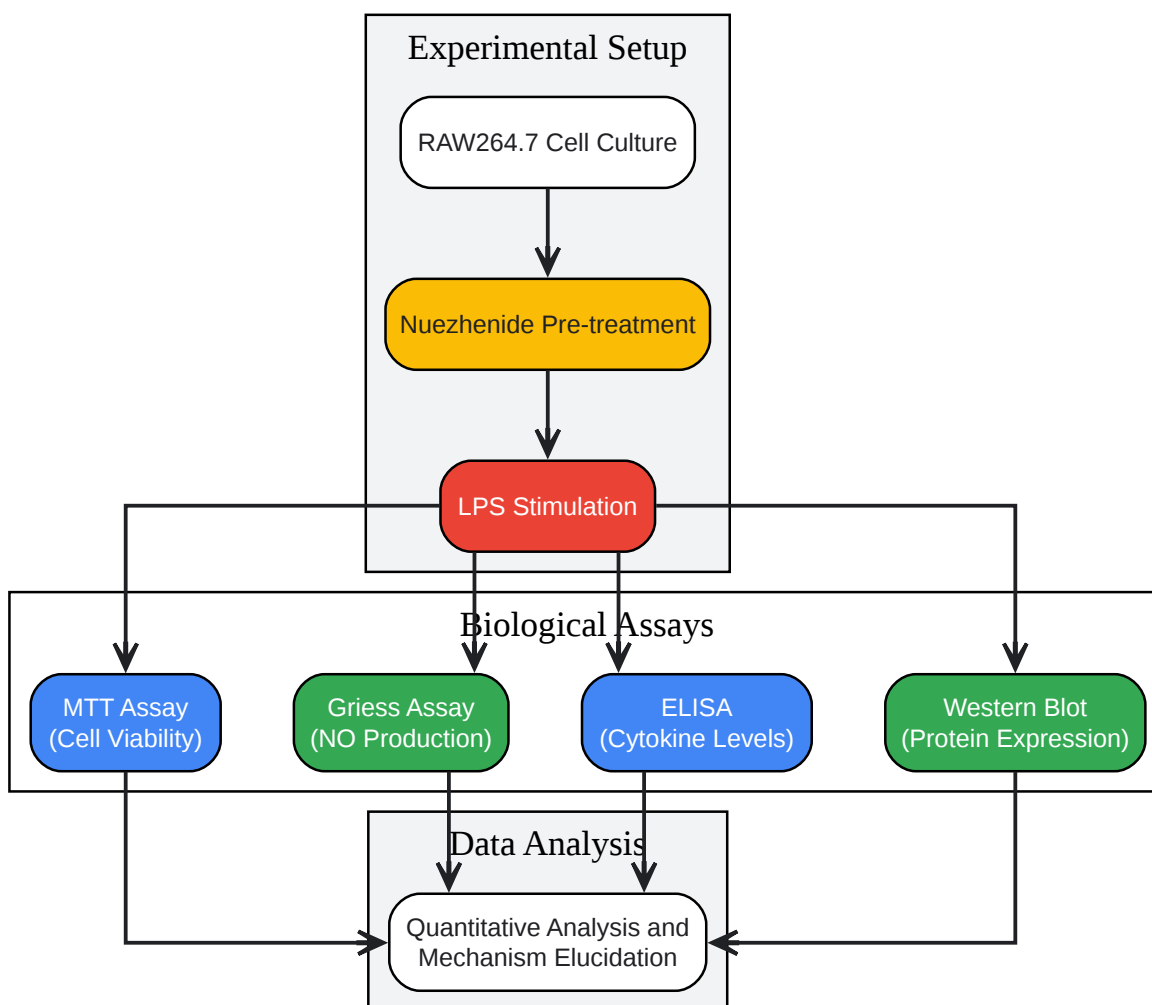 Experimental Setup
RAW264.7 Cell Culture
Nuezhenide Pre-treatment
LPS Stimulation
Biological Assays
MTT Assay
(Cell Viability)
Griess Assay
(NO Production)
ELISA
(Cytokine Levels)
Western Blot
(Protein Expression)
Data Analysis
Quantitative Analysis and
Mechanism Elucidation